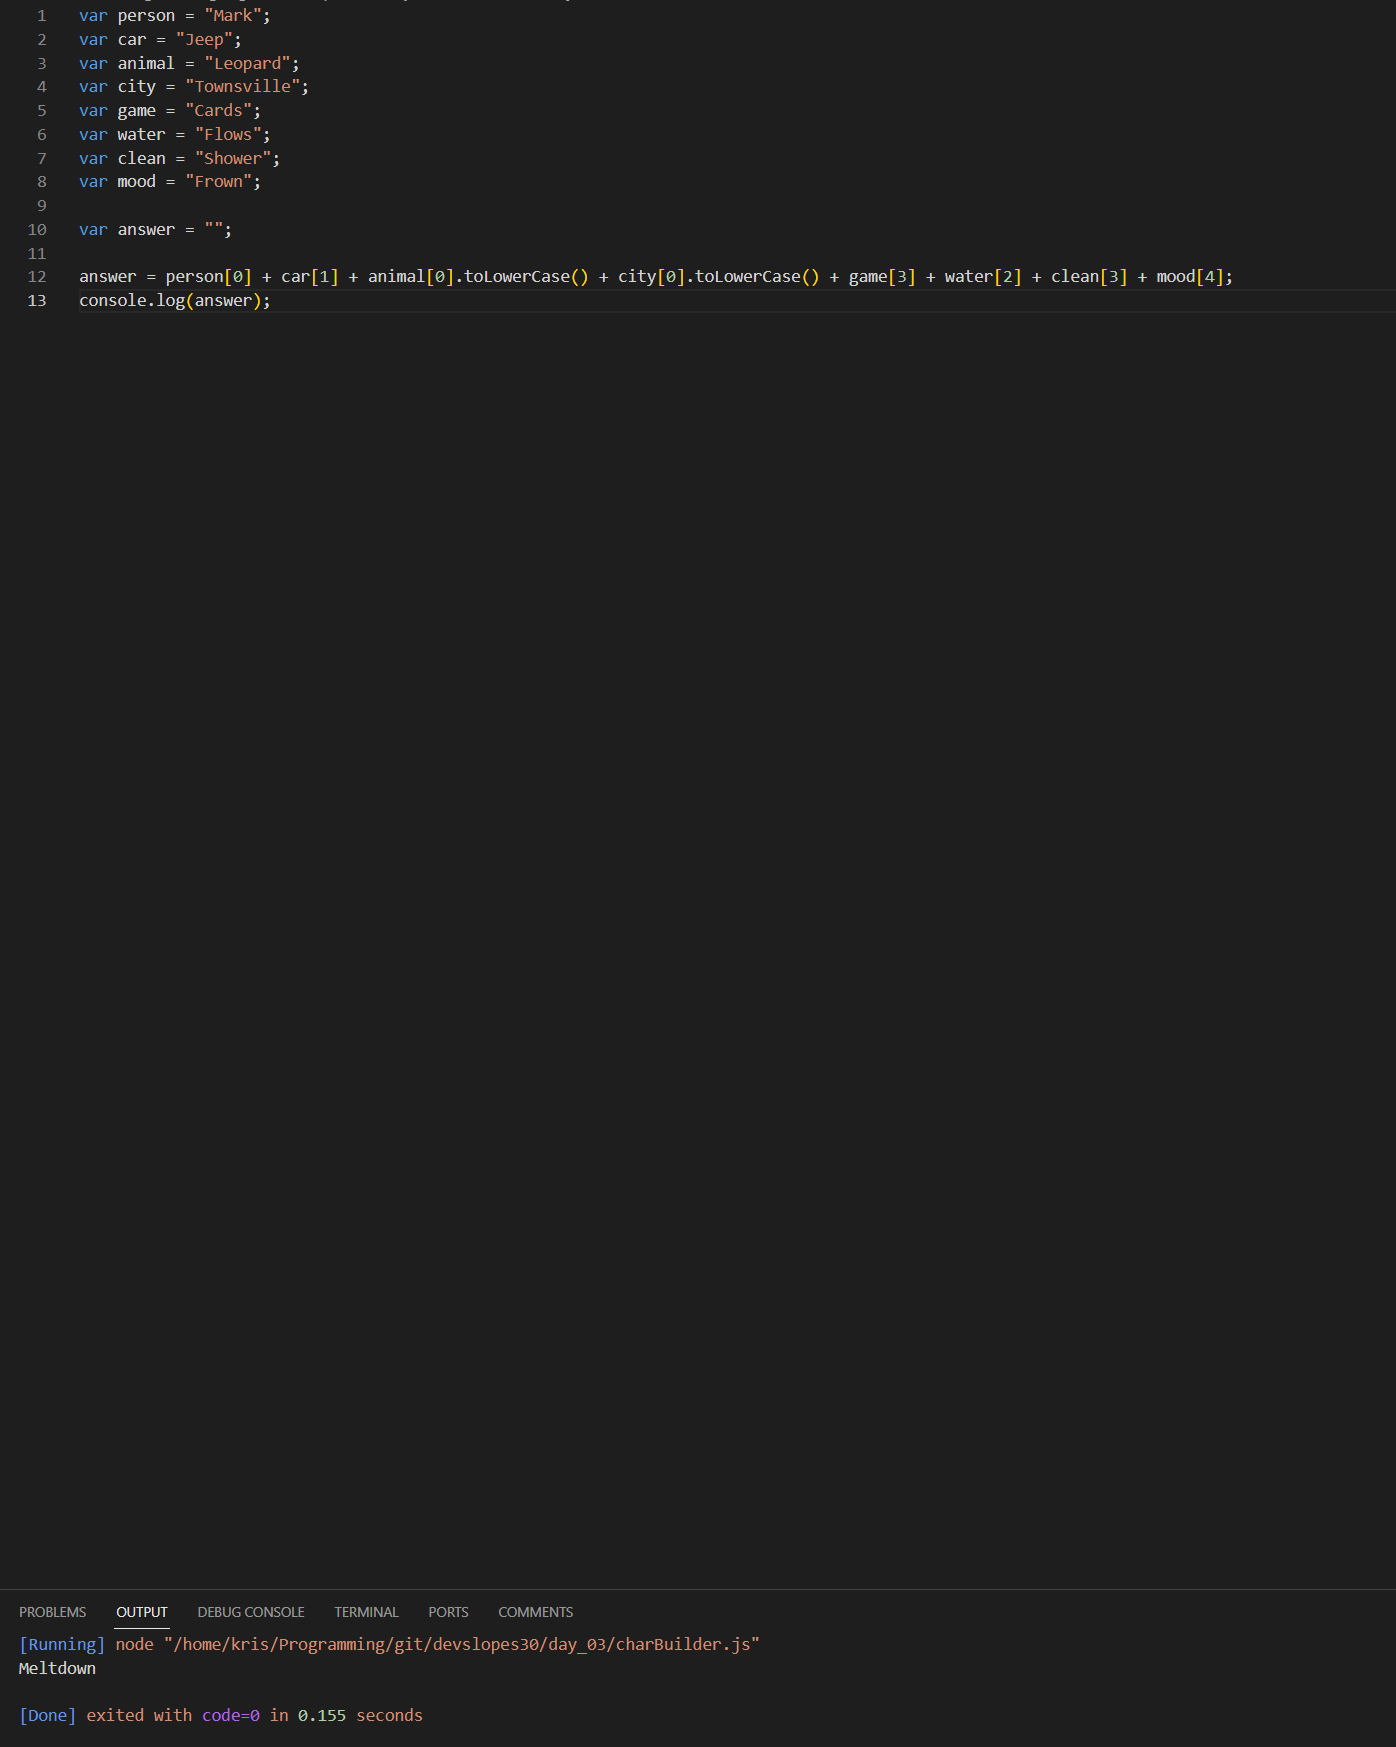 1 var person = "Mark";
2 var car = "Jeep";
3 var animal = "Leopard";
4 var city = "Townsville";
5 var game = "Cards";
6 var water = "Flows";
7 var clean = "Shower";
8 var mood = "Frown";
9
10 var answer = "";
11
12 answer = person[0] + car[1] + animal[0].toLowerCase() + city[0].toLowerCase() + game[3] + water[2] + clean[3] + mood[4];
13 console.log(answer);
PROBLEMS OUTPUT DEBUG CONSOLE TERMINAL PORTS COMMENTS
[Running] node "/home/kris/Programming/git/devslopes30/day_03/charBuilder.js"
Meltdown
[Done] exited with code=0 in 0.155 seconds